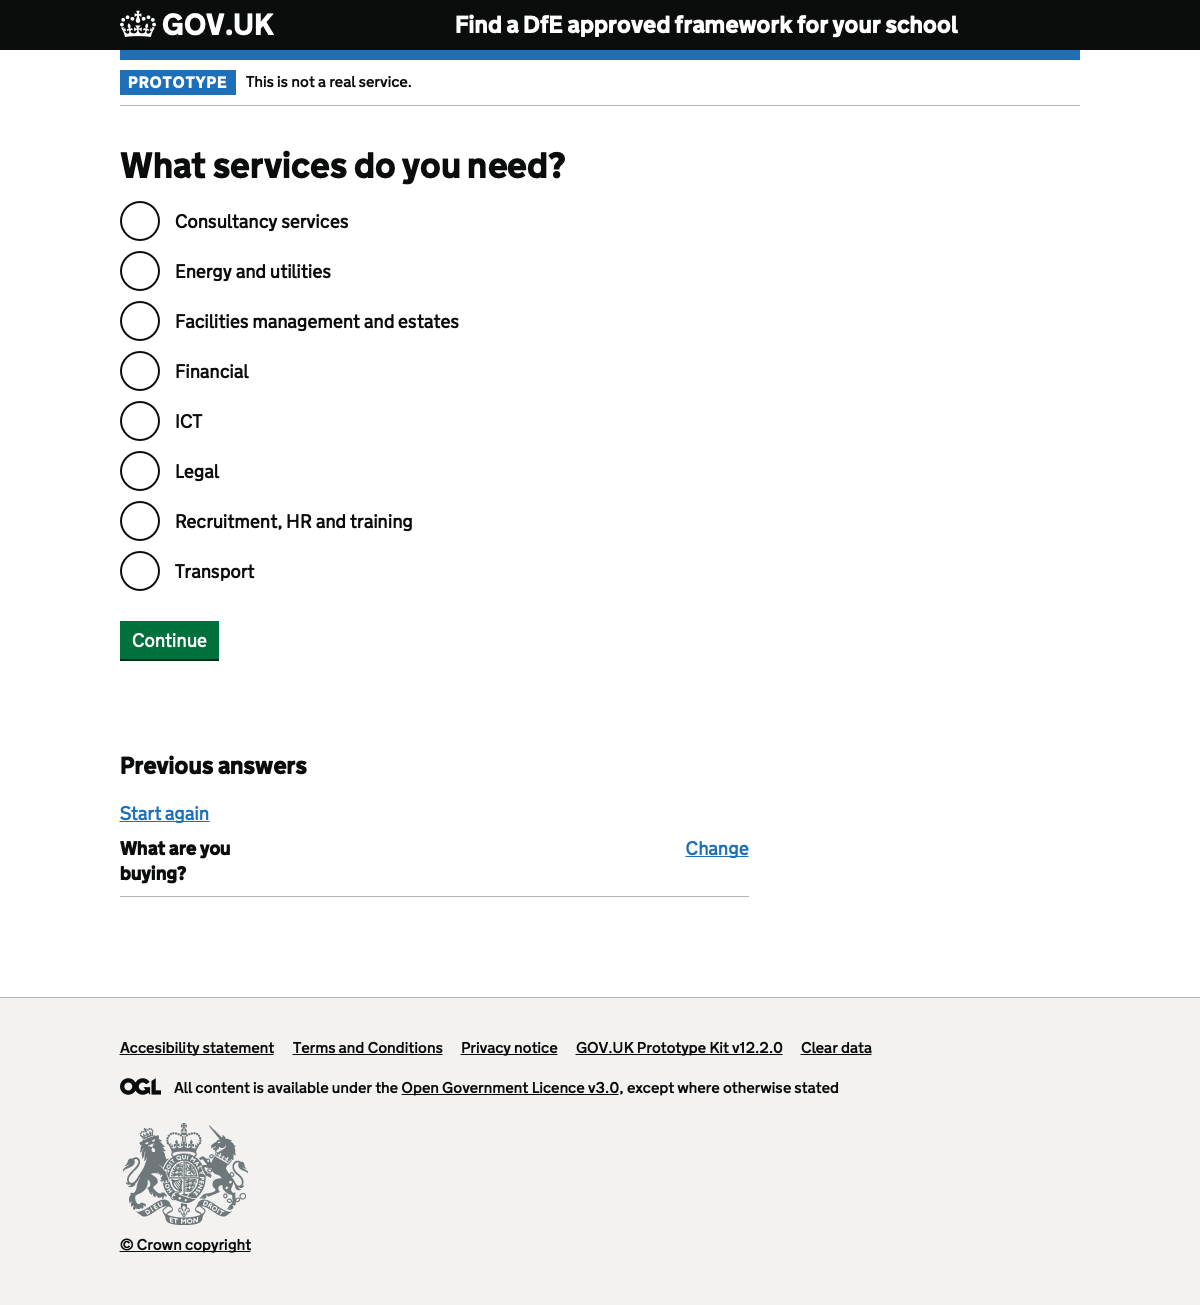 GOV.UK
Find a DfE approved framework for your school
PROTOTYPE
This is not a real service.
What services do you need?
Consultancy services
Energy and utilities
Facilities management and estates
Financial
ICT
Legal
Recruitment, HR and training
Transport
Continue
Previous answers
Start again
What are you
buying?
Change
Accesibility statement
Terms and Conditions
Privacy notice
GOV.UK Prototype Kit v12.2.0
Clear data
OGL
All content is available under the Open Government Licence v3.0, except where otherwise stated
DIEU
ET MON
DROIT
© Crown copyright